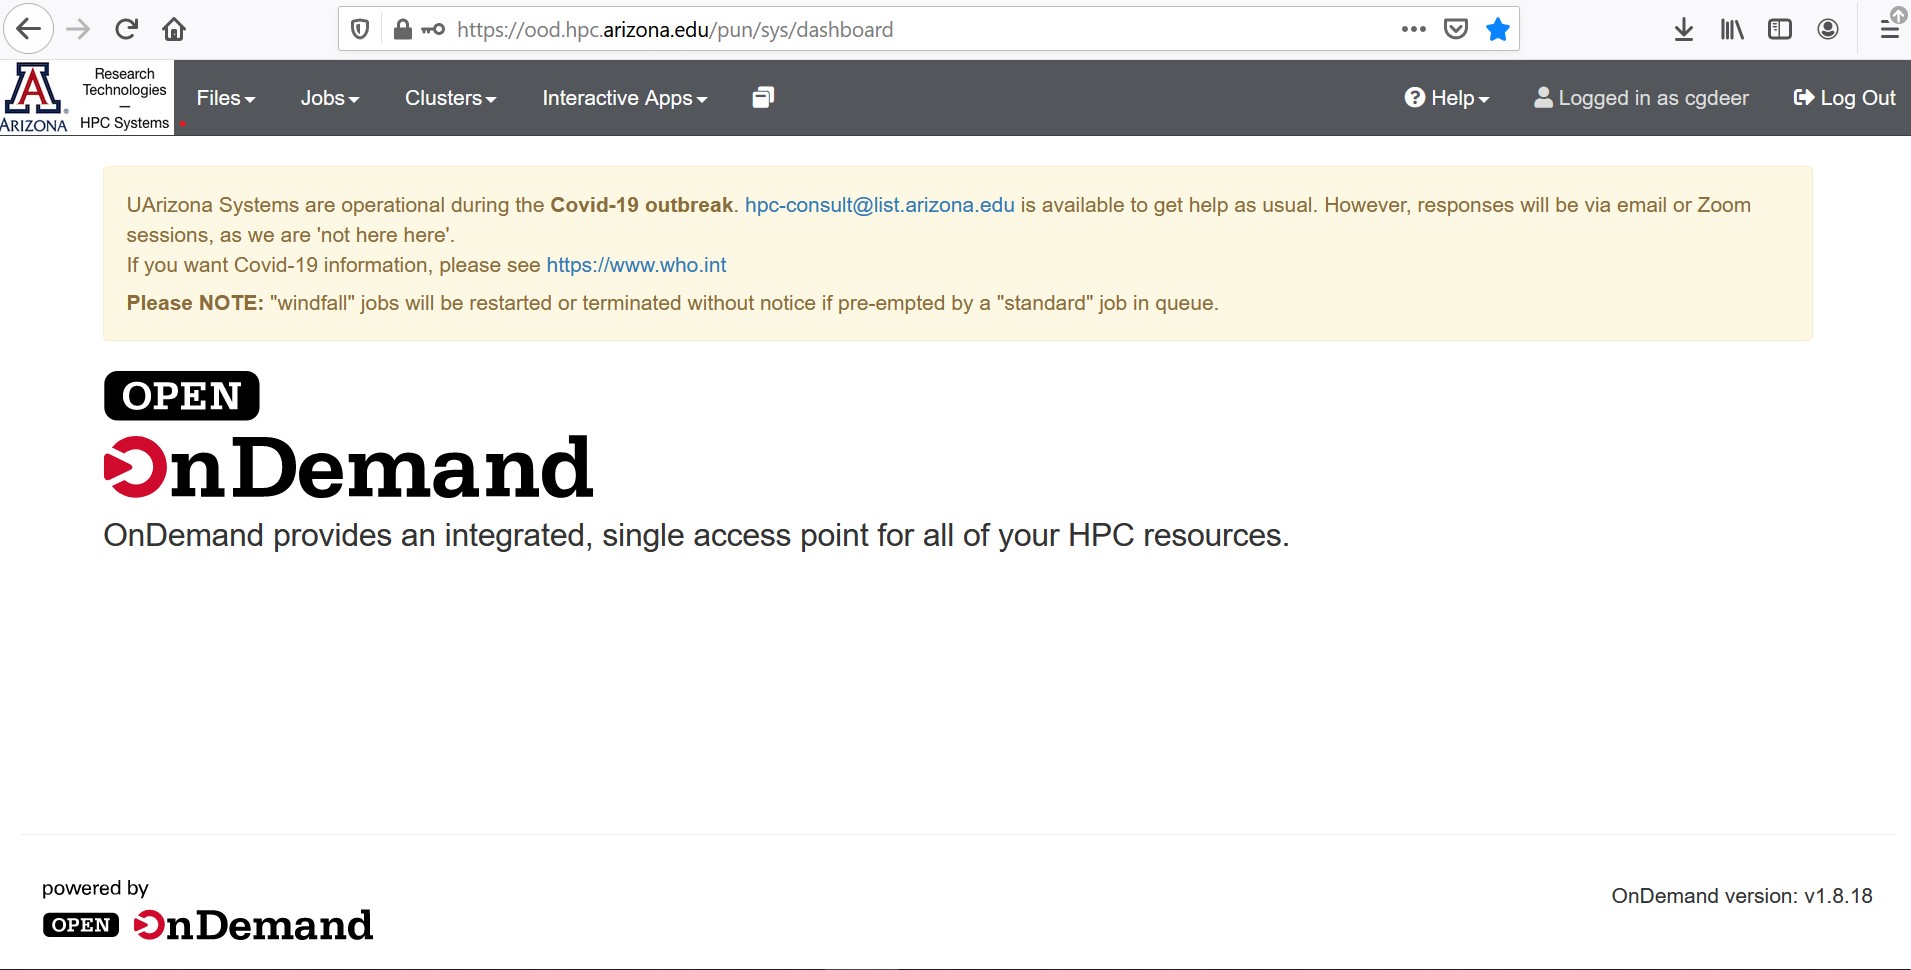 https://ood.hpc.arizona.edu/pun/sys/dashboard
A
ARIZONA
Research
Technologies
—
HPC Systems
Files
Jobs
Clusters
Interactive Apps
Help
Logged in as cgdeer
Log Out
UArizona Systems are operational during the Covid-19 outbreak. hpc-consult@list.arizona.edu is available to get help as usual. However, responses will be via email or Zoom
sessions, as we are 'not here here'.
If you want Covid-19 information, please see https://www.who.int
Please NOTE: "windfall" jobs will be restarted or terminated without notice if pre-empted by a "standard" job in queue.
OPEN
OnDemand
OnDemand provides an integrated, single access point for all of your HPC resources.
powered by
OPEN OnDemand
OnDemand version: v1.8.18